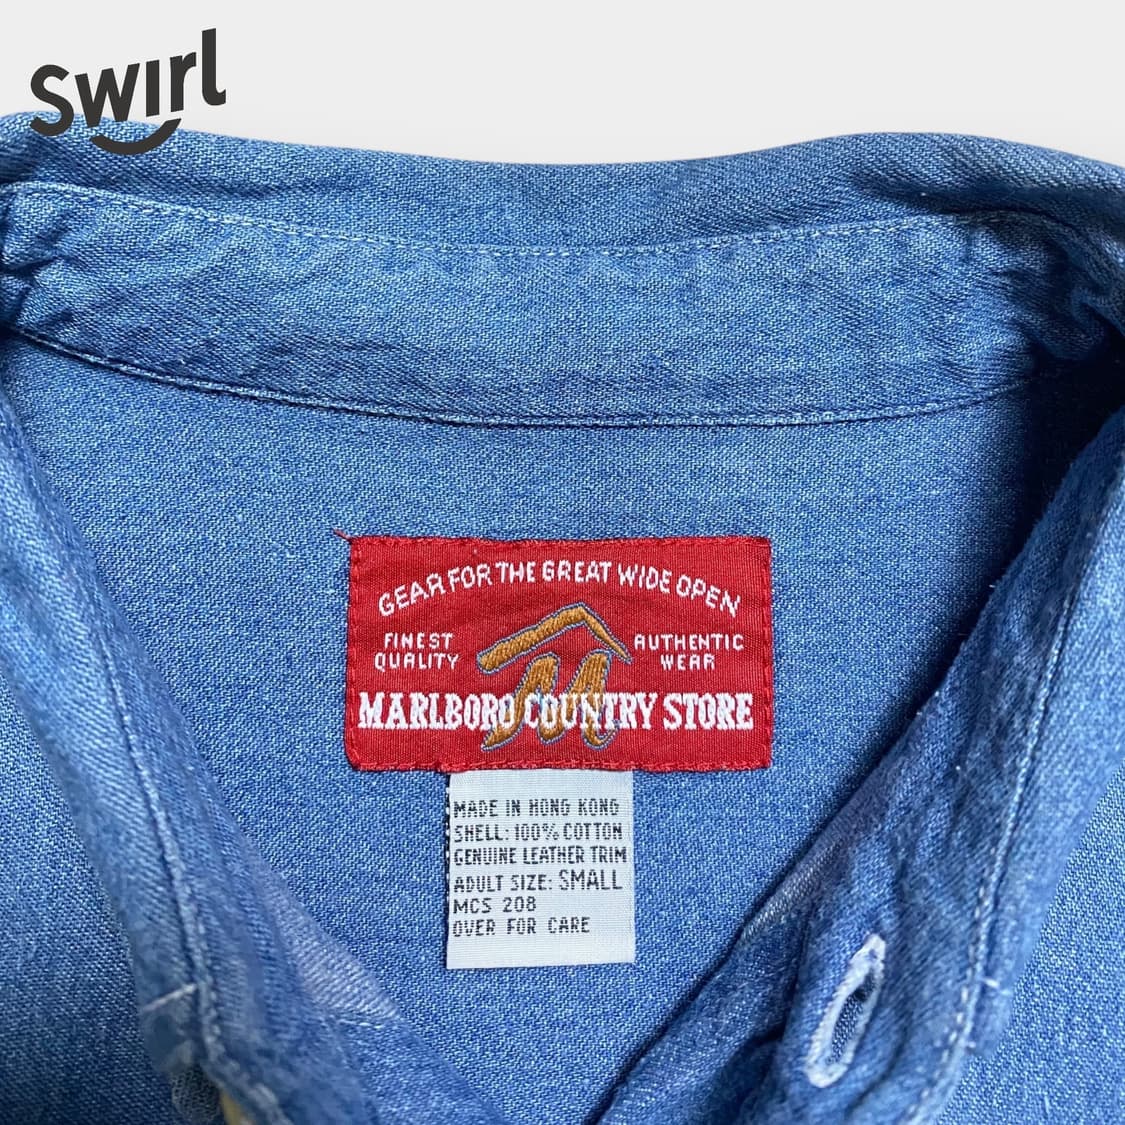 Swirl
GEAR FOR THE GREAT WIDE OPEN
FINEST
QUALITY
AUTHENTIC
WEAR
M
MARLBORO COUNTRY STORE
MADE IN HONG KONG
SHELL: 100% COTTON
GENUINE LEATHER TRIM
ADULT SIZE: SMALL
MCS 208
OVER FOR CARE